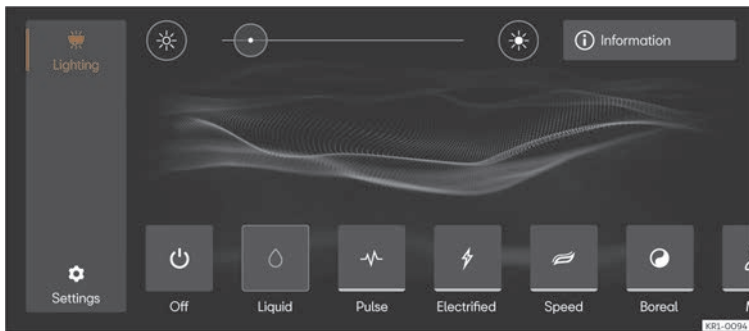 Lighting
Information
Settings
Off
Liquid
Pulse
Electrified
Speed
Boreal
KR1-0094